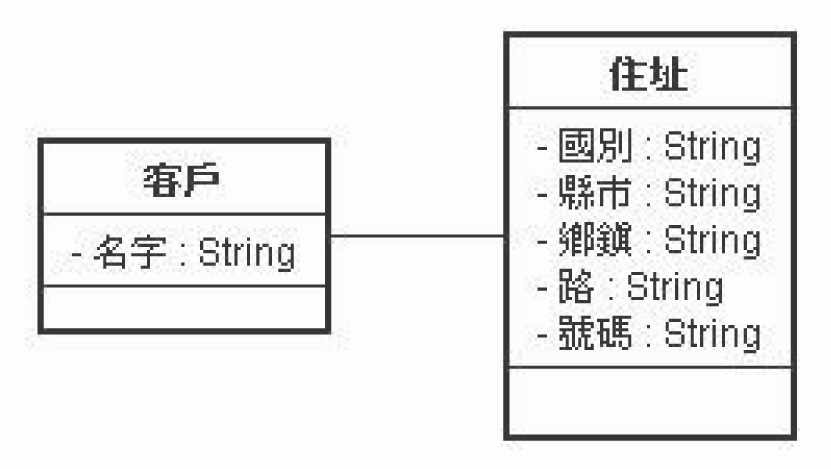 客戶
- 名字 : String
住址
- 國別 : String
- 縣市 : String
- 鄉鎮 : String
- 路 : String
- 號碼 : String